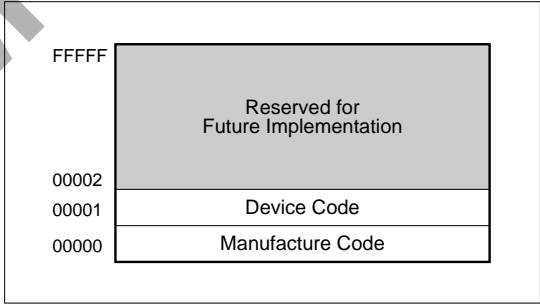 FFFFF
Reserved for
Future Implementation
00002
00001 Device Code
00000 Manufacture Code